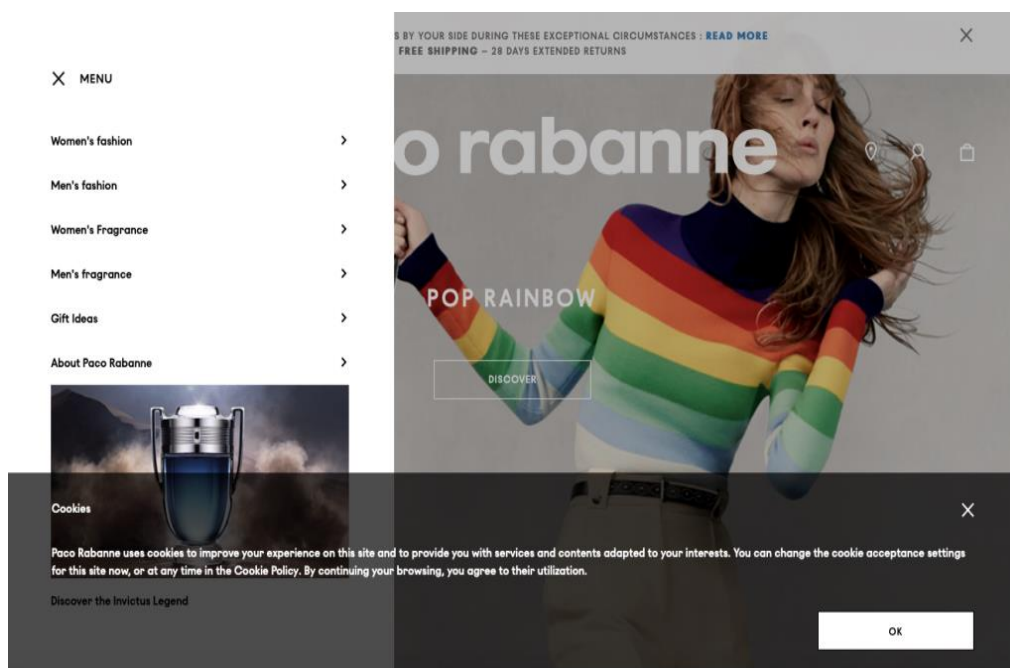 S BY YOUR SIDE DURING THESE EXCEPTIONAL CIRCUMSTANCES : READ MORE
FREE SHIPPING – 28 DAYS EXTENDED RETURNS
MENU
Women's fashion
Men's fashion
Women's Fragrance
Men's fragrance
Gift Ideas
About Paco Rabanne
o rabanne
POP RAINBOW
DISCOVER
Cookies
Paco Rabanne uses cookies to improve your experience on this site and to provide you with services and contents adapted to your interests. You can change the cookie acceptance settings
for this site now, or at any time in the Cookie Policy. By continuing your browsing, you agree to their utilization.
Discover the Invictus Legend
OK